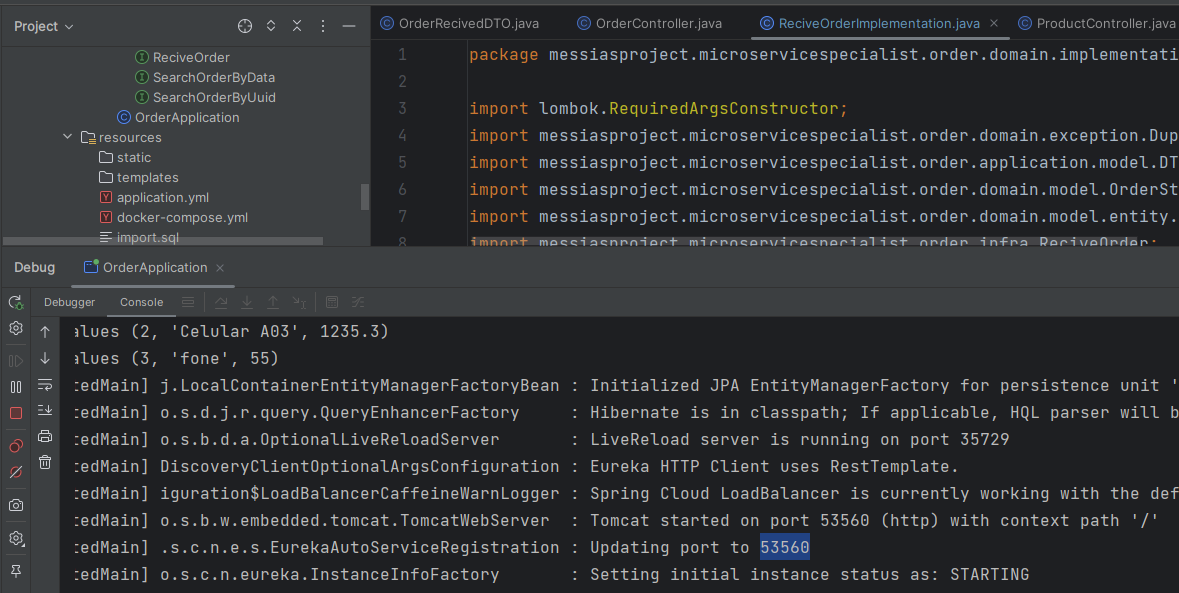 Project
OrderRecivedDTO.java
OrderController.java
ReciveOrderImplementation.java
ProductController.java
ReciveOrder
SearchOrderByData
SearchOrderByUuid
OrderApplication
resources
static
templates
application.yml
docker-compose.yml
import.sql
1 package messiasproject.microservicespecialist.order.domain.implementati
2
3 import lombok.RequiredArgsConstructor;
4 import messiasproject.microservicespecialist.order.domain.exception.Dup
5 import messiasproject.microservicespecialist.order.application.model.DT
6 import messiasproject.microservicespecialist.order.domain.model.OrderSt
7 import messiasproject.microservicespecialist.order.domain.model.entity.
8 import messiasproject.microservicespecialist.order.infra.ReciveOrder;
Debug
OrderApplication
Debugger
Console
alues (2, 'Celular A03', 1235.3)
alues (3, 'fone', 55)
tedMain] j.LocalContainerEntityManagerFactoryBean : Initialized JPA EntityManagerFactory for persistence unit '
tedMain] o.s.d.j.r.query.QueryEnhancerFactory : Hibernate is in classpath; If applicable, HQL parser will b
tedMain] o.s.b.d.a.OptionalLiveReloadServer : LiveReload server is running on port 35729
tedMain] DiscoveryClientOptionalArgsConfiguration : Eureka HTTP Client uses RestTemplate.
tedMain] iguration$LoadBalancerCaffeineWarnLogger : Spring Cloud LoadBalancer is currently working with the def
tedMain] o.s.b.w.embedded.tomcat.TomcatWebServer : Tomcat started on port 53560 (http) with context path '/'
tedMain] .s.c.n.e.s.EurekaAutoServiceRegistration : Updating port to 53560
tedMain] o.s.c.n.eureka.InstanceInfoFactory : Setting initial instance status as: STARTING